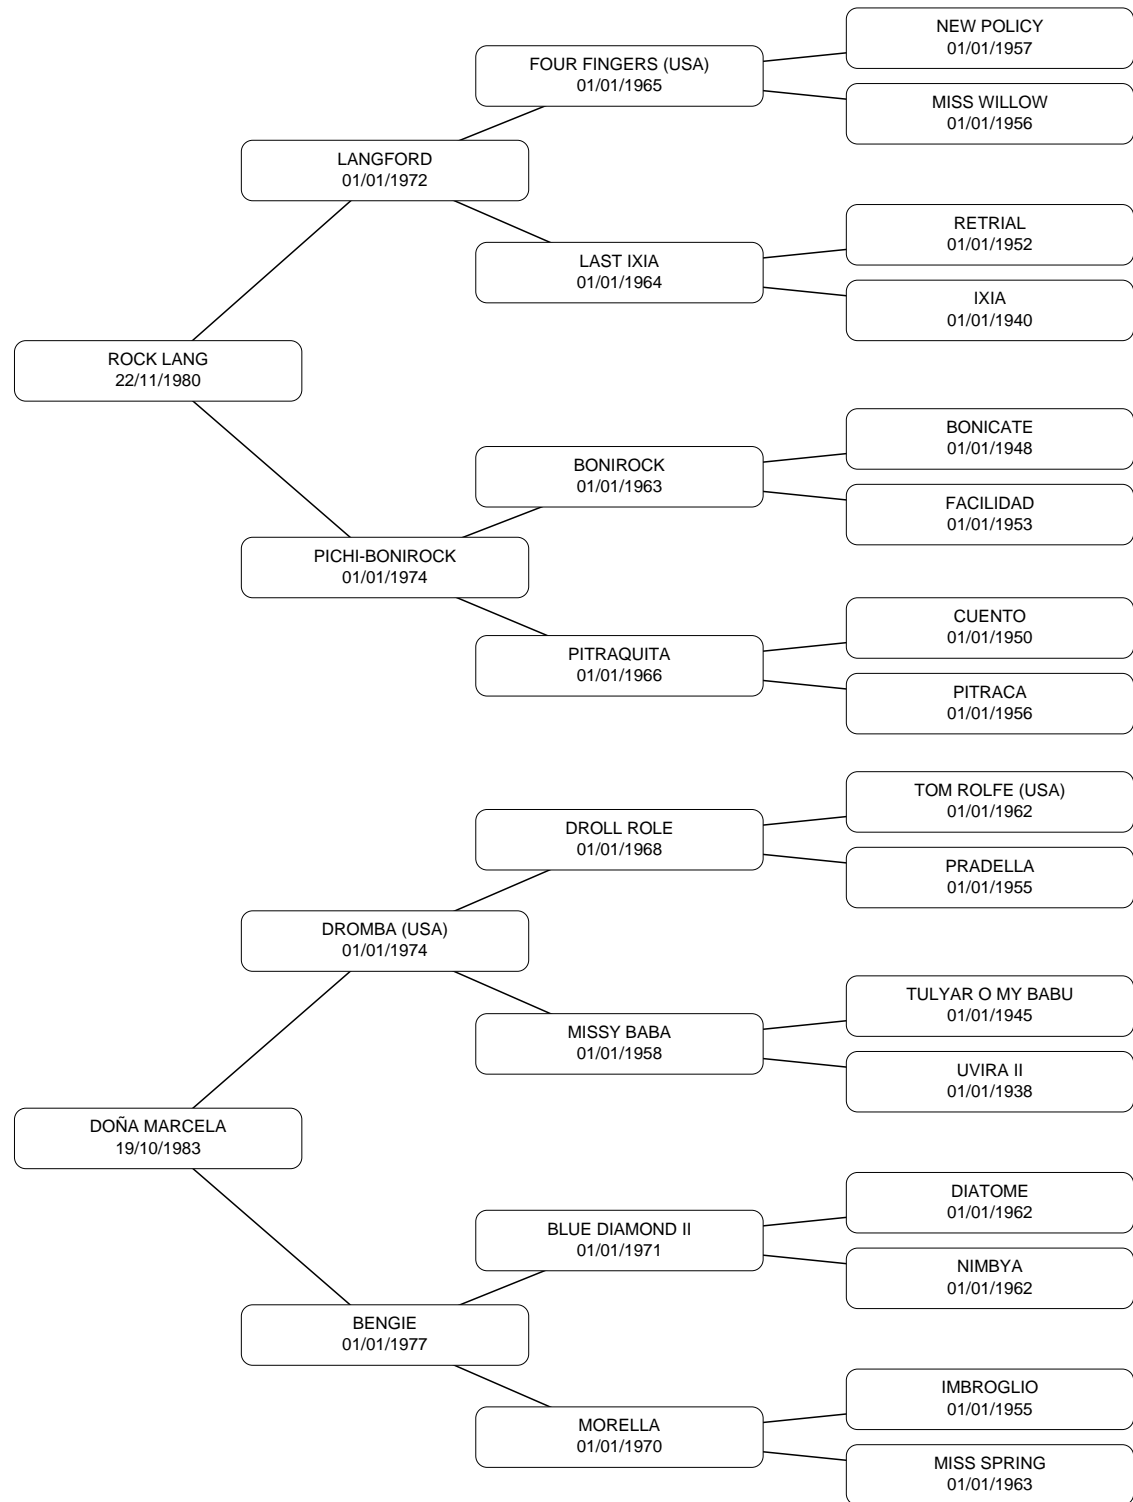 NEW POLICY
01/01/1957
FOUR FINGERS (USA)
01/01/1965
MISS WILLOW
01/01/1956
LANGFORD
01/01/1972
RETRIAL
01/01/1952
LAST IXIA
01/01/1964
IXIA
01/01/1940
ROCK LANG
22/11/1980
BONICATE
01/01/1948
BONIROCK
01/01/1963
FACILIDAD
01/01/1953
PICHI-BONIROCK
01/01/1974
CUENTO
01/01/1950
PITRAQUITA
01/01/1966
PITRACA
01/01/1956
TOM ROLFE (USA)
01/01/1962
DROLL ROLE
01/01/1968
PRADELLA
01/01/1955
DROMBA (USA)
01/01/1974
TULYAR O MY BABU
01/01/1945
MISSY BABA
01/01/1958
UVIRA II
01/01/1938
DOÑA MARCELA
19/10/1983
DIATOME
01/01/1962
BLUE DIAMOND II
01/01/1971
NIMBYA
01/01/1962
BENGIE
01/01/1977
IMBROGLIO
01/01/1955
MORELLA
01/01/1970
MISS SPRING
01/01/1963